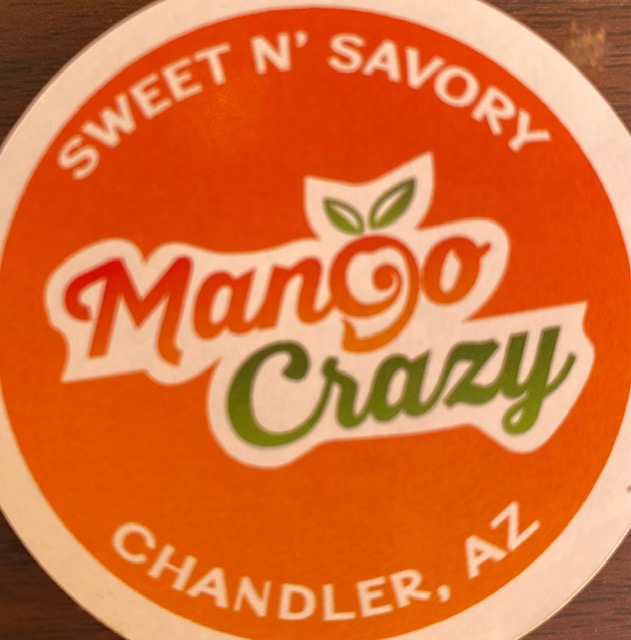 SWEET N' SAVORY
Mango
Crazy
CHANDLER, AZ